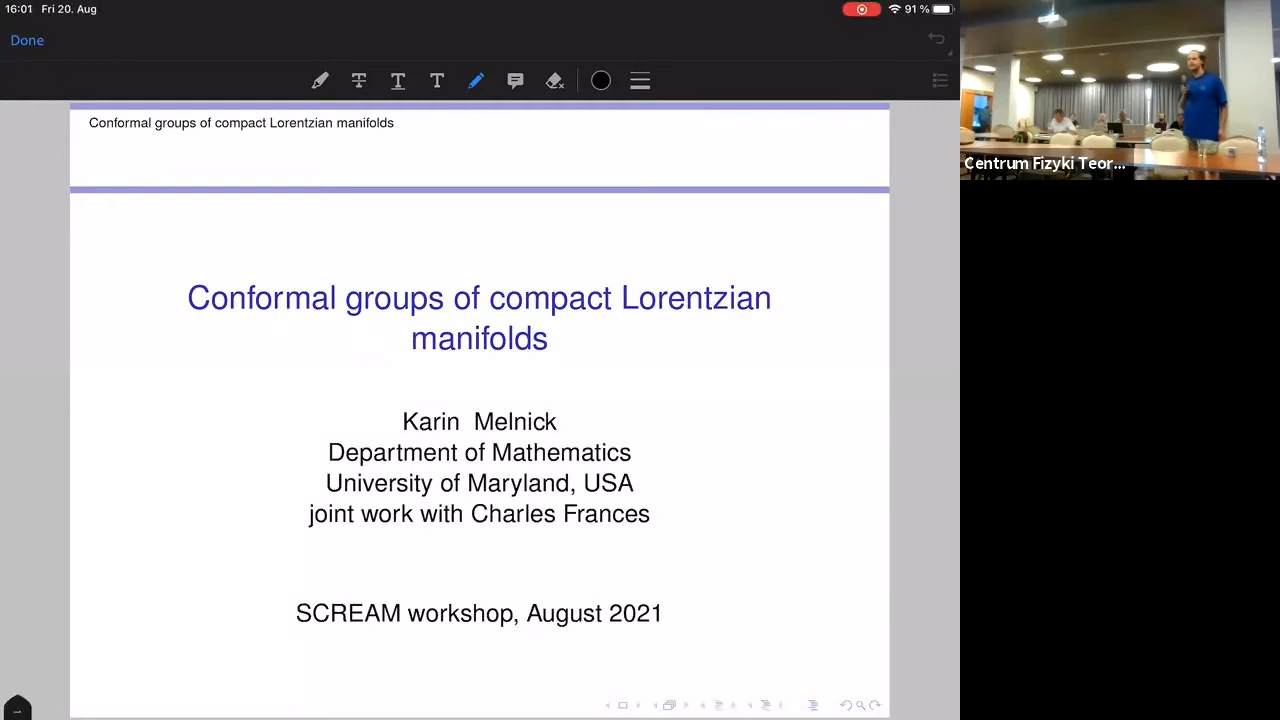 16:01 Fri 20. Aug
91 %
Done
Conformal groups of compact Lorentzian manifolds
Conformal groups of compact Lorentzian
manifolds
Karin Melnick
Department of Mathematics
University of Maryland, USA
joint work with Charles Frances
SCREAM workshop, August 2021
Centrum Fizyki Teor...